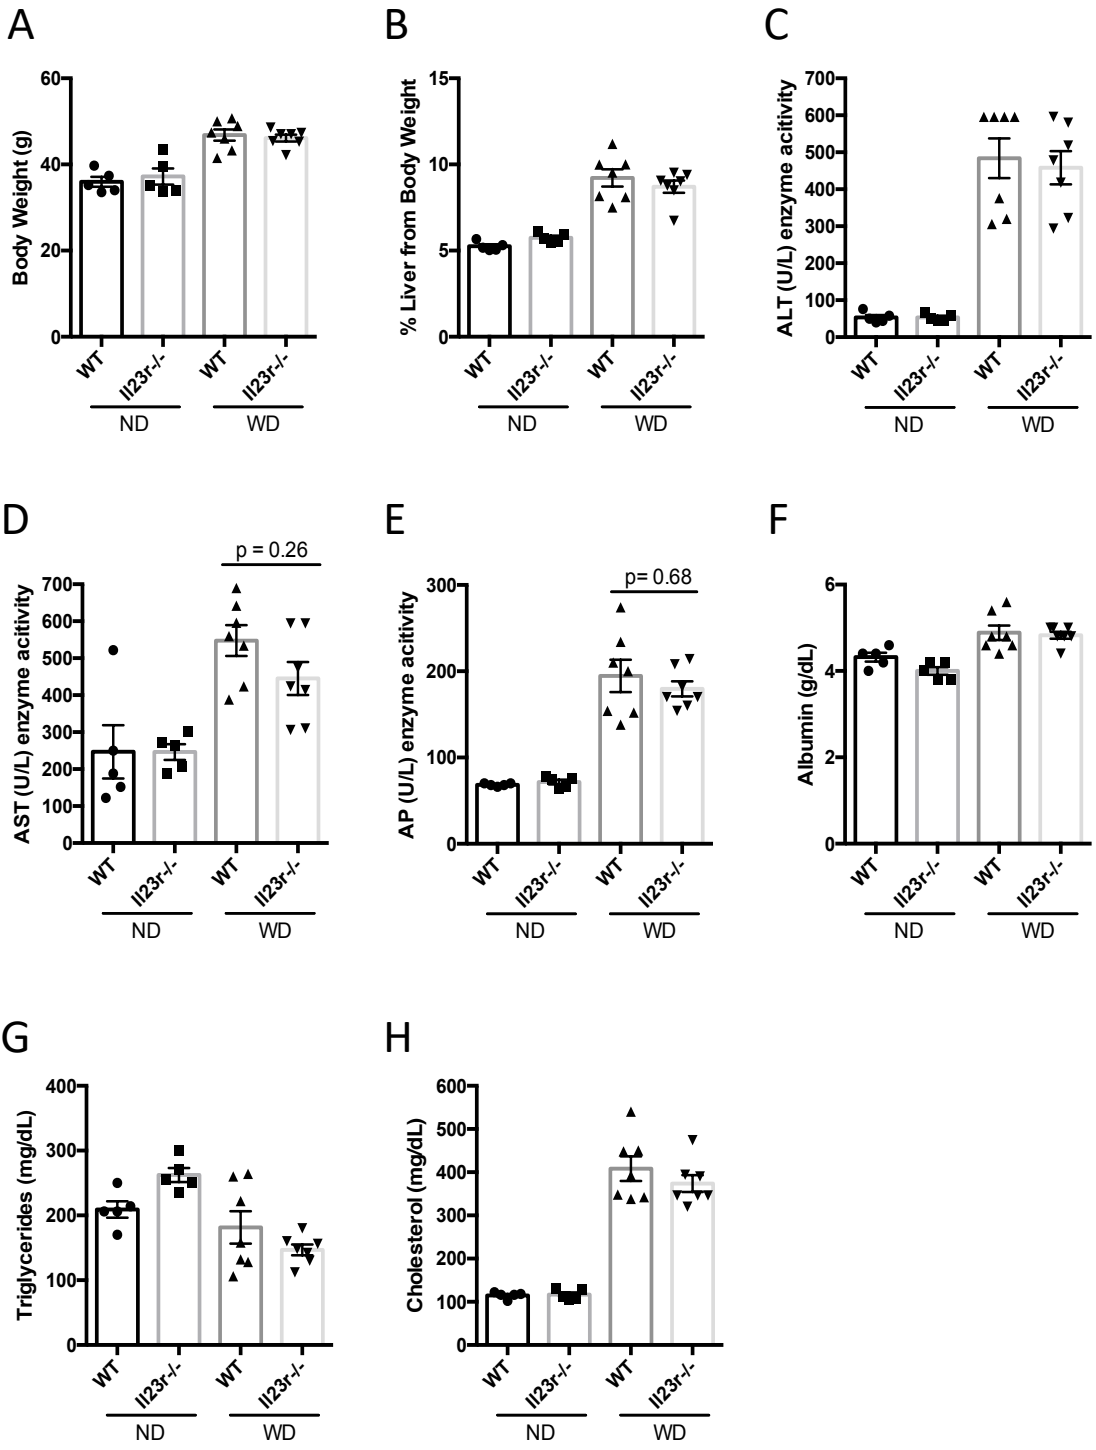 A
Body Weight (g)
60
40
20
0
WT
Il23r-/-
WT
Il23r-/-
ND
WD
B
% Liver from Body Weight
15
10
5
0
WT
Il23r-/-
WT
Il23r-/-
ND
WD
C
ALT (U/L) enzyme acitivity
700
600
500
400
300
200
100
0
WT
Il23r-/-
WT
Il23r-/-
ND
WD
D
p = 0.26
AST (U/L) enzyme acitivity
700
600
500
400
300
200
100
0
WT
Il23r-/-
WT
Il23r-/-
ND
WD
E
p= 0.68
AP (U/L) enzyme acitivity
300
200
100
0
WT
Il23r-/-
WT
Il23r-/-
ND
WD
F
Albumin (g/dL)
6
4
2
0
WT
Il23r-/-
WT
Il23r-/-
ND
WD
G
Triglycerides (mg/dL)
400
300
200
100
0
WT
Il23r-/-
WT
Il23r-/-
ND
WD
H
Cholesterol (mg/dL)
600
500
400
300
200
100
0
WT
Il23r-/-
WT
Il23r-/-
ND
WD